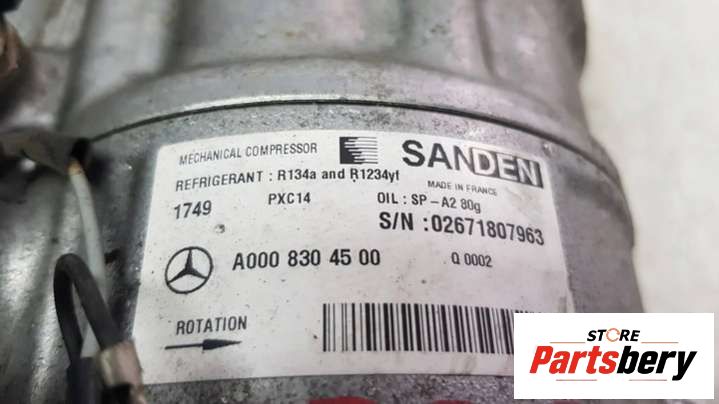 MECHANICAL COMPRESSOR SANDEN
REFRIGERANT : R134a and R1234yf MADE IN FRANCE
1749 PXC14 OIL : SP - A2 80g
S/N : 02671807963
A000 830 45 00 Q 0002
ROTATION
STORE
Partsbery